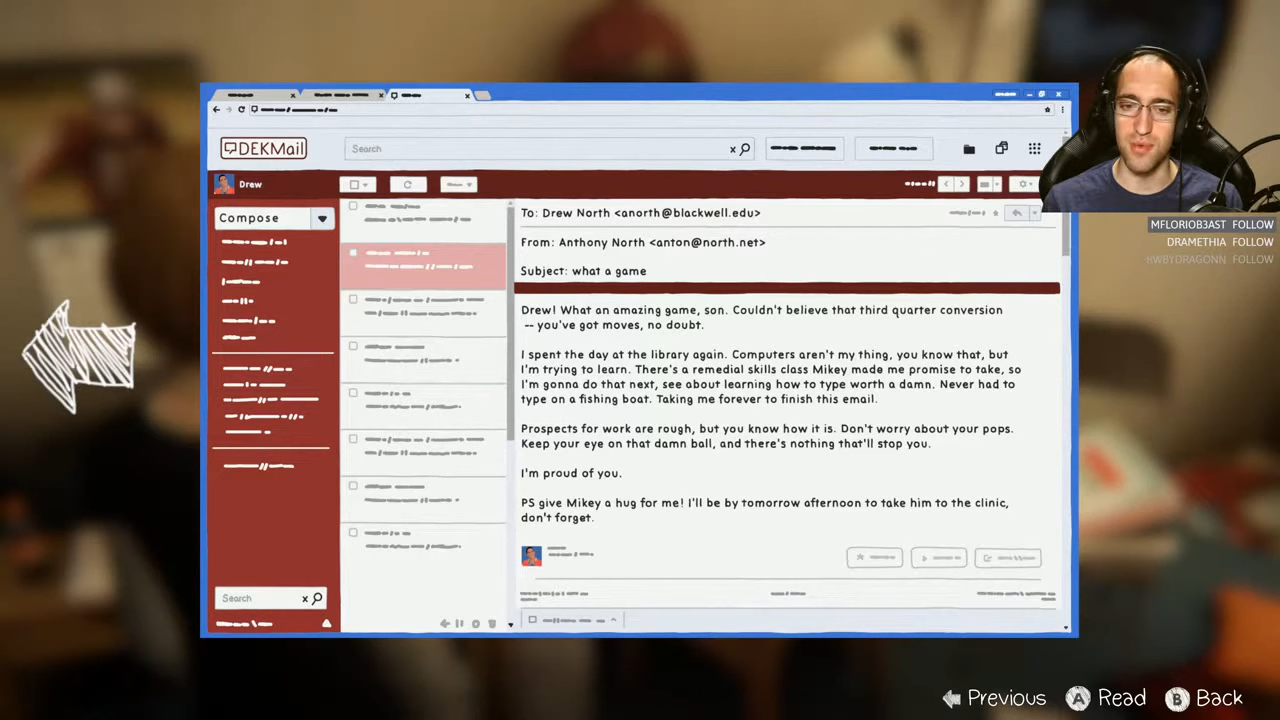 DEKMail
Search
x
Drew
Compose
To: Drew North <anorth@blackwell.edu>
From: Anthony North <anton@north.net>
Subject: what a game
Drew! What an amazing game, son. Couldn't believe that third quarter conversion
-- you've got moves, no doubt.
I spent the day at the library again. Computers aren't my thing, you know that, but
I'm trying to learn. There's a remedial skills class Mikey made me promise to take, so
I'm gonna do that next, see about learning how to type worth a damn. Never had to
type on a fishing boat. Taking me forever to finish this email.
Prospects for work are rough, but you know how it is. Don't worry about your pops.
Keep your eye on that damn ball, and there's nothing that'll stop you.
I'm proud of you.
PS give Mikey a hug for me! I'll be by tomorrow afternoon to take him to the clinic,
don't forget.
Search
x
MFLORIOB3AST FOLLOW
DRAMETHIA FOLLOW
HWBYDRAGONN FOLLOW
Previous A Read B Back